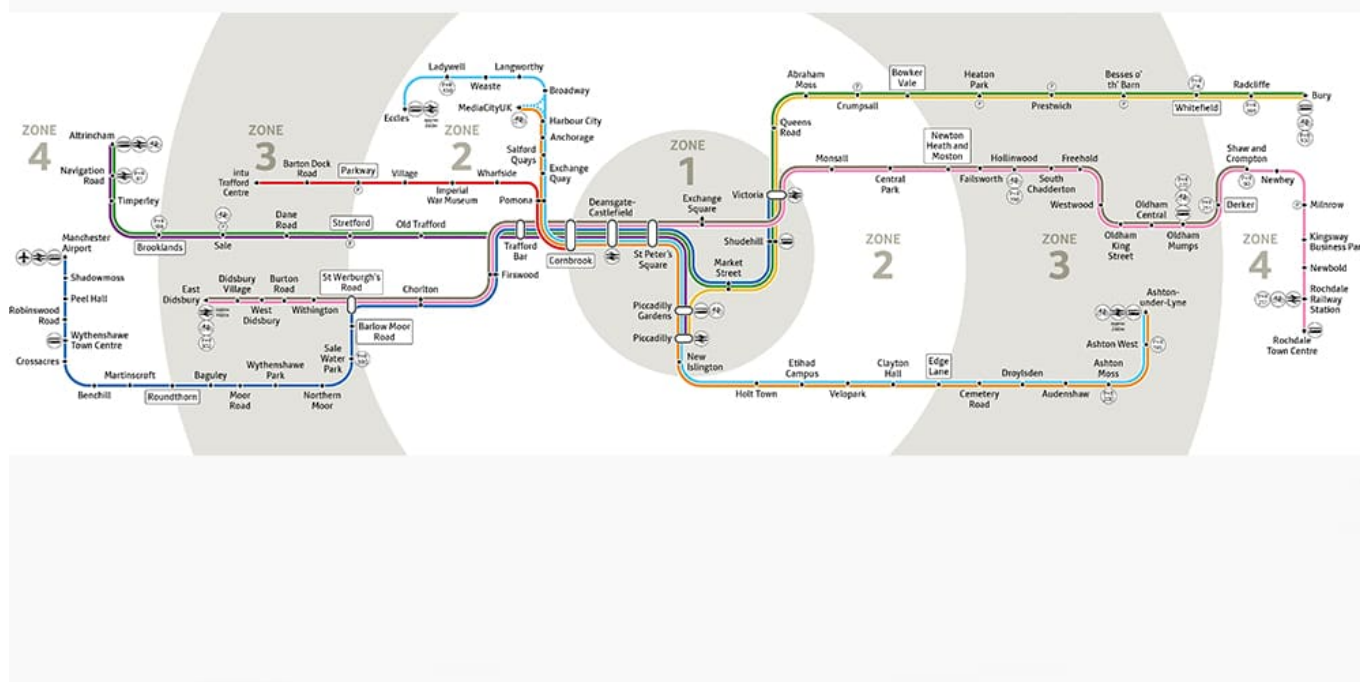 ZONE
4
ZONE
3
ZONE
2
ZONE
1
ZONE
2
ZONE
3
ZONE
4
Altrincham
Navigation
Road
Timperley
Brooklands
Sale
Dane
Road
Stretford
Old Trafford
Trafford
Bar
Cornbrook
Deansgate-
Castlefield
St Peter's
Square
Manchester
Airport
Shadowmoss
Peel Hall
Robinswood
Road
Wythenshawe
Town Centre
Crossacres
Benchill
Martinscroft
Roundthorn
Baguley
Moor
Road
Wythenshawe
Park
Northern
Moor
Sale
Water
Park
Barlow Moor
Road
St Werburgh's
Road
Chorlton
Firswood
East
Didsbury
Didsbury
Village
West
Didsbury
Burton
Road
Withington
intu
Trafford
Centre
Barton Dock
Road
Parkway
Village
Imperial
War Museum
Wharfside
Pomona
Eccles
Ladywell
Weaste
Langworthy
Broadway
MediaCityUK
Harbour City
Anchorage
Salford
Quays
Exchange
Quay
Exchange
Square
Victoria
Shudehill
Market
Street
Piccadilly
Gardens
Piccadilly
New
Islington
Holt Town
Etihad
Campus
Velopark
Clayton
Hall
Edge
Lane
Cemetery
Road
Droylsden
Audenshaw
Ashton
Moss
Ashton West
Ashton-
under-Lyne
Queens
Road
Abraham
Moss
Crumpsall
Bowker
Vale
Heaton
Park
Prestwich
Besses o'
th' Barn
Whitefield
Radcliffe
Bury
Monsall
Central
Park
Newton
Heath and
Moston
Failsworth
Hollinwood
South
Chadderton
Freehold
Westwood
Oldham
King
Street
Oldham
Central
Oldham
Mumps
Derker
Shaw and
Crompton
Newhey
Milnrow
Kingsway
Business Par
Newbold
Rochdale
Railway
Station
Rochdale
Town Centre